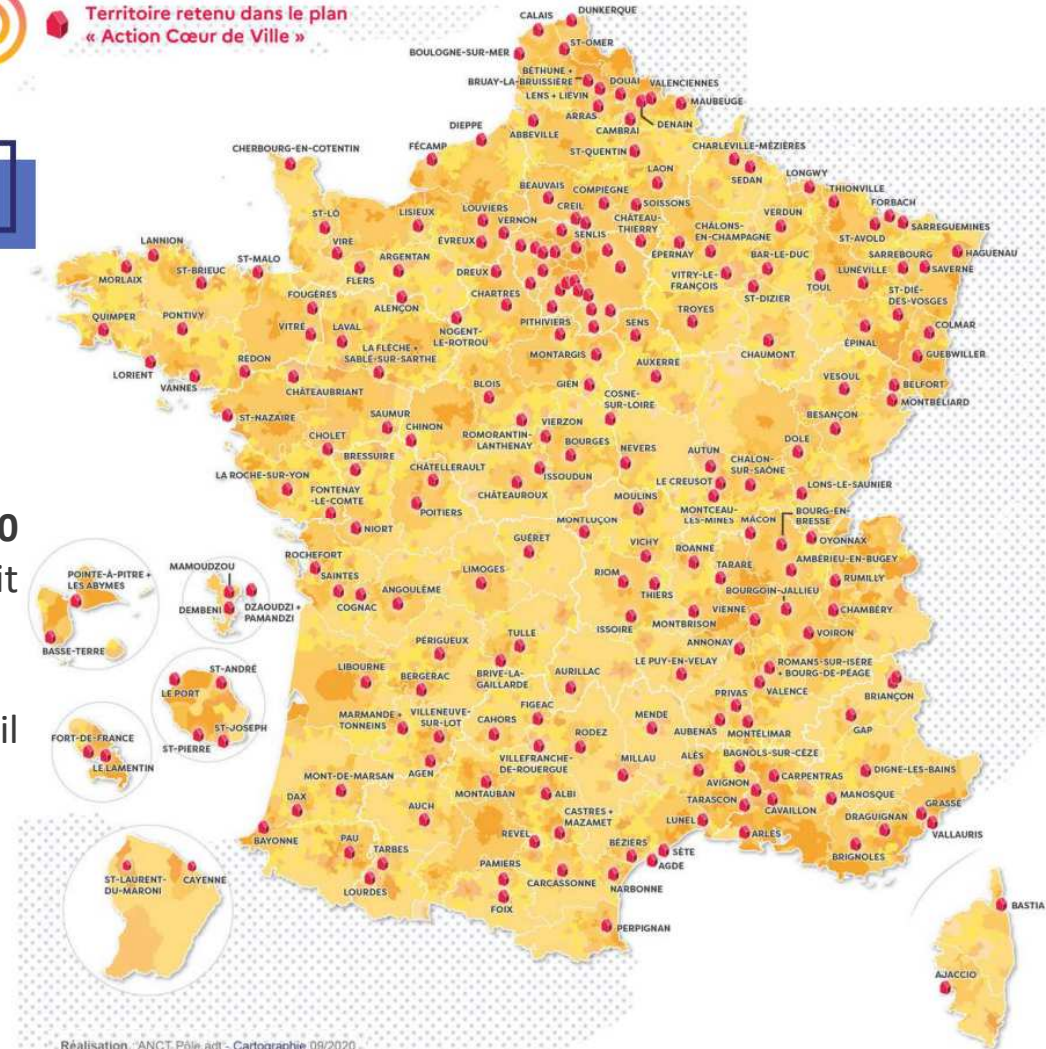 Territoire retenu dans le plan
« Action Cœur de Ville »
CALAIS
DUNKERQUE
ST-OMER
BOULOGNE-SUR-MER
BÉTHUNE +
BRUAY-LA-BRUISSIÈRE
DOUAI
VALENCIENNES
LENS + LIÉVIN
MAUBEUGE
ARRAS
DENAIN
CAMBRAI
ABBEVILLE
DIEPPE
CHERBOURG-EN-COTENTIN
FÉCAMP
ST-QUENTIN
CHARLEVILLE-MÉZIÈRES
LAON
SEDAN
LONGWY
THIONVILLE
BEAUVAIS
COMPIÈGNE
SOISSONS
FORBACH
ST-LÔ
LISIEUX
LOUVIERS
VERNON
CREIL
CHÂTEAU-
THIERRY
VERDUN
SARREGUEMINES
SENLIS
CHÂLONS-
EN-CHAMPAGNE
ST-AVOLD
VIRE
ÉVREUX
ÉPERNAY
BAR-LE-DUC
SARREBOURG
HAGUENAU
LANNION
ST-MALO
ARGENTAN
DREUX
VITRY-LE-
FRANÇOIS
LUNÉVILLE
SAVERNE
MORLAIX
ST-BRIEUC
FLERS
ST-DIZIER
TOUL
ST-DIÉ-
DES-VOSGES
FOUGÈRES
ALENÇON
CHARTRES
TROYES
QUIMPER
PONTIVY
VITRÉ
LAVAL
NOGENT-
LE-ROTROU
PITHIVIERS
SENS
COLMAR
LA FLÈCHE +
SABLÉ-SUR-SARTHE
ÉPINAL
REDON
MONTARGIS
AUXERRE
CHAUMONT
GUEBWILLER
LORIENT
VANNES
CHÂTEAUBRIANT
BLOIS
GIEN
VESOUL
BELFORT
COSNE-
SUR-LOIRE
MONTBÉLIARD
ST-NAZAIRE
SAUMUR
CHINON
VIERZON
BESANÇON
CHOLET
ROMORANTIN-
LANTHENAY
BOURGES
NEVERS
AUTUN
DOLE
BRESSUIRE
CHALON-
SUR-SAÔNE
LA ROCHE-SUR-YON
CHÂTELLERAULT
ISSOUDUN
LE CREUSOT
LONS-LE-SAUNIER
FONTENAY
-LE-COMTE
CHÂTEAUROUX
MOULINS
POITIERS
MONTCEAU-
LES-MINES
MÂCON
BOURG-EN-
BRESSE
0
NIORT
MONTLUÇON
OYONNAX
GUÉRET
VICHY
ROANNE
AMBÉRIEU-EN-BUGEY
it
ROCHEFORT
TARARE
POINTE-À-PITRE +
LES ABYMES
MAMOUDZOU
SAINTES
LIMOGES
RIOM
RUMILLY
ANGOULÊME
THIERS
BOURGOIN-JALLIEU
DEMBENI
DZAOUDZI +
PAMANDZI
COGNAC
VIENNE
CHAMBÉRY
ISSOIRE
MONTBRISON
BASSE-TERRE
PÉRIGUEUX
TULLE
ANNONAY
VOIRON
ST-ANDRÉ
LIBOURNE
BRIVE-LA-
GAILLARDE
AURILLAC
LE PUY-EN-VELAY
ROMANS-SUR-ISÈRE
+ BOURG-DE-PÉAGE
LE PORT
BERGERAC
VALENCE
FIGEAC
PRIVAS
BRIANÇON
il
MARMANDE +
TONNEINS
VILLENEUVE-
SUR-LOT
CAHORS
MENDE
ST-JOSEPH
RODEZ
AUBENAS
MONTÉLIMAR
GAP
FORT-DE-FRANCE
ST-PIERRE
LE LAMENTIN
VILLEFRANCHE-
DE-ROUERGUE
MILLAU
ALÈS
BAGNOLS-SUR-CÈZE
MONT-DE-MARSAN
AGEN
DIGNE-LES-BAINS
AVIGNON
CARPENTRAS
MONTAUBAN
ALBI
DAX
AUCH
TARASCON
MANOSQUE
CASTRES +
MAZAMET
CAVAILLON
GRASSE
LUNEL
DRAGUIGNAN
BAYONNE
PAU
REVEL
BÉZIERS
ARLES
VALLAURIS
TARBES
SÈTE
BRIGNOLES
AGDE
PAMIERS
ST-LAURENT-
DU-MARONI
CAYENNE
LOURDES
CARCASSONNE
NARBONNE
FOIX
BASTIA
PERPIGNAN
AJACCIO
Réalisation : ANCT Pôle adt - Cartographie 09/2020